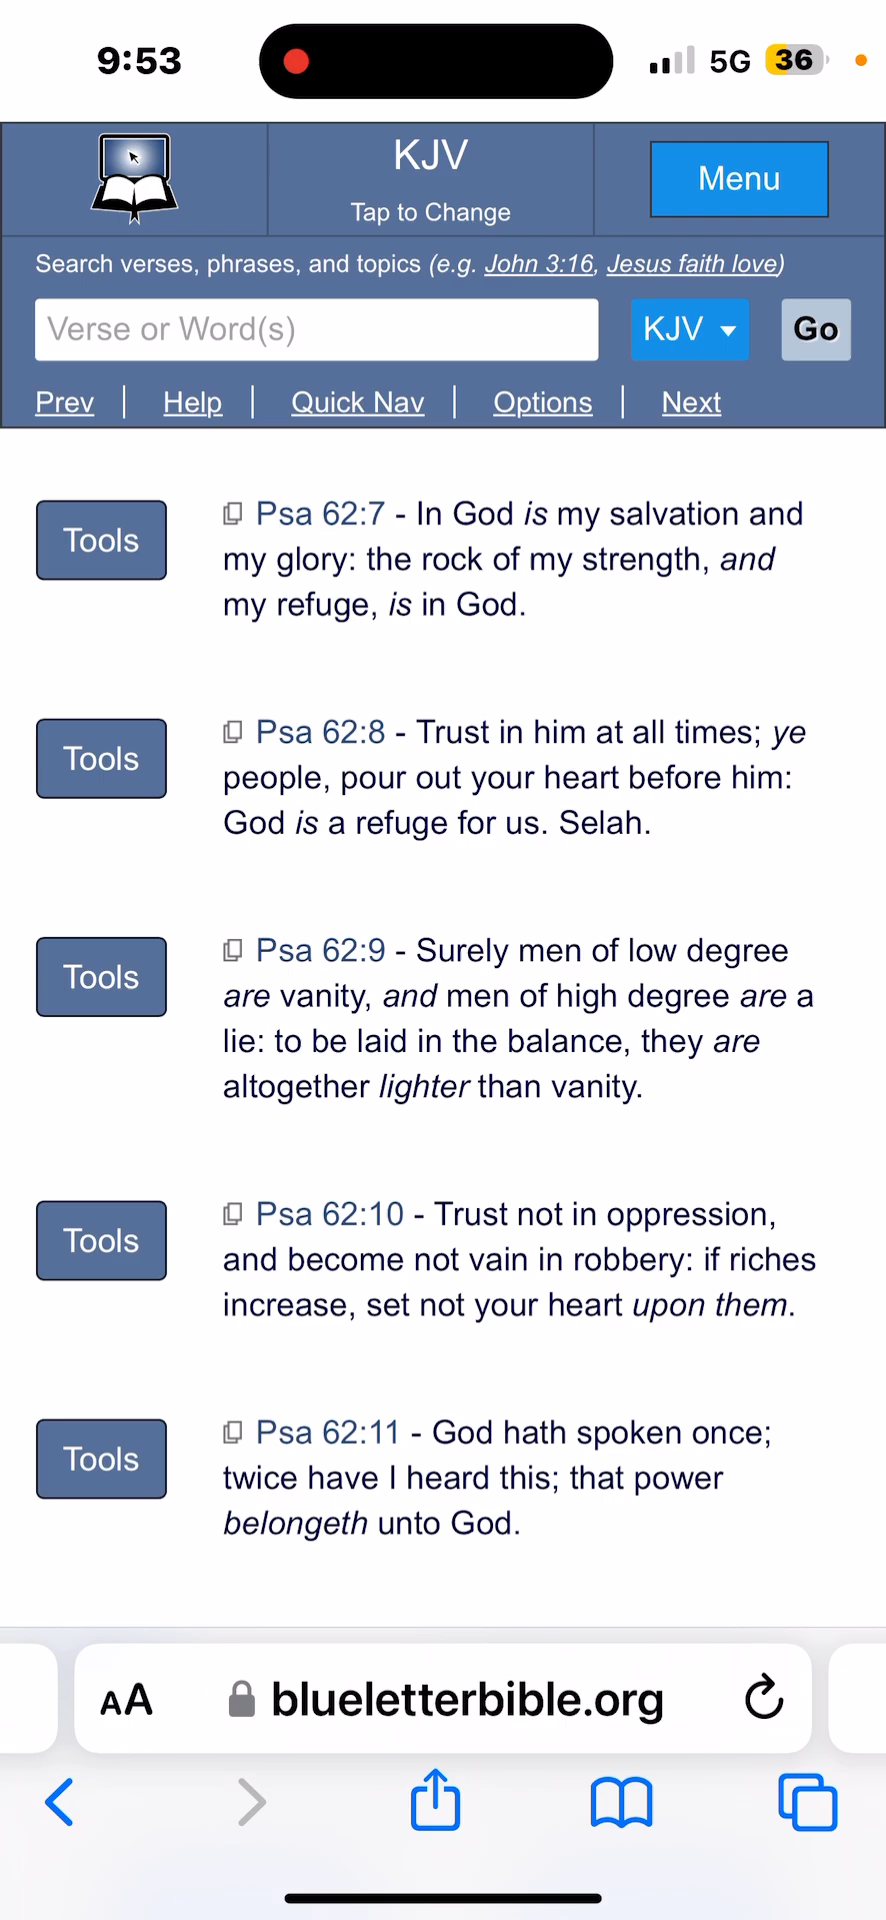 9:53
5G 36
KJV
Tap to Change
Menu
Search verses, phrases, and topics (e.g. John 3:16, Jesus faith love)
Verse or Word(s)
KJV
Go
Prev | Help | Quick Nav | Options | Next
Tools
Psa 62:7 - In God is my salvation and
my glory: the rock of my strength, and
my refuge, is in God.
Tools
Psa 62:8 - Trust in him at all times; ye
people, pour out your heart before him:
God is a refuge for us. Selah.
Tools
Psa 62:9 - Surely men of low degree
are vanity, and men of high degree are a
lie: to be laid in the balance, they are
altogether lighter than vanity.
Tools
Psa 62:10 - Trust not in oppression,
and become not vain in robbery: if riches
increase, set not your heart upon them.
Tools
Psa 62:11 - God hath spoken once;
twice have I heard this; that power
belongeth unto God.
AA blueletterbible.org